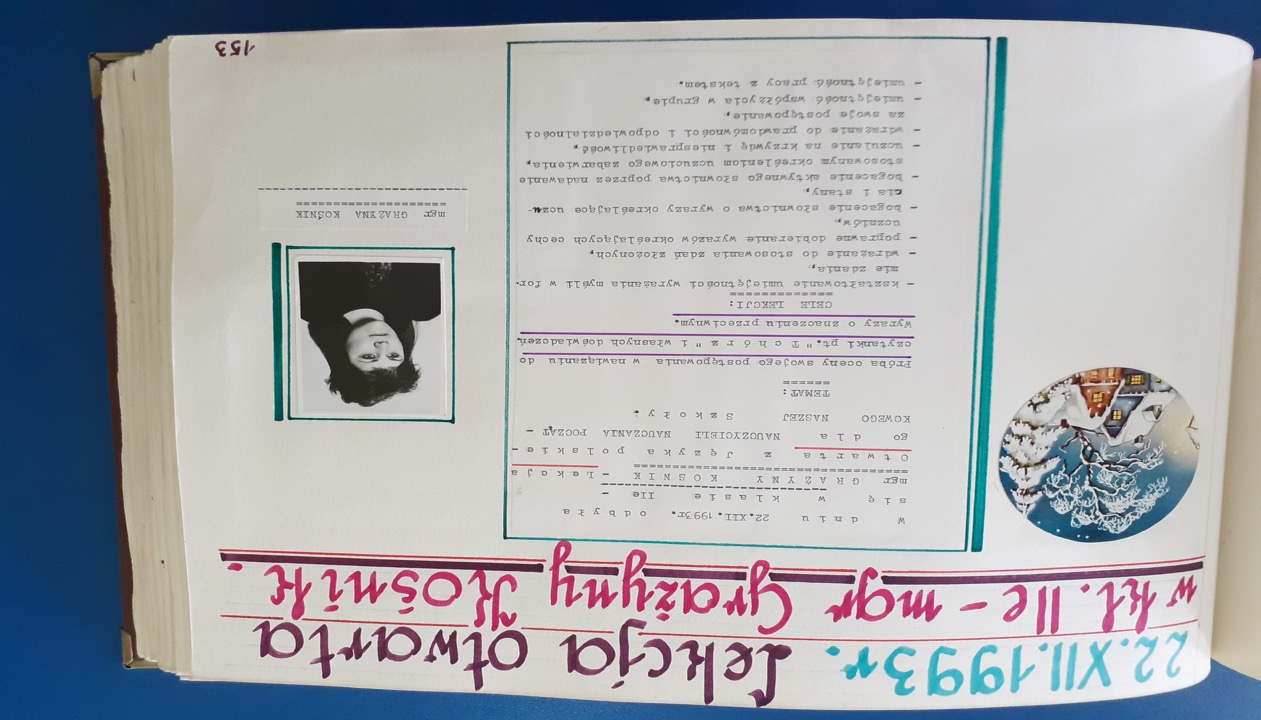 22.XII.1993r. Lekcja otwarta
w kl. IIe - mgr Grażyny Kośnik.
W dniu 22.XII.1993r. odbyła
się w klasie IIe -
mgr GRAŻYNY KOŚNIK - Lekcja
Otwarta z Języka polskie-
go dla NAUCZYCIELI NAUCZANIA POCZĄT -
KOWEGO NASZEJ Szkoły.
TEMAT:
Próba oceny swojego postępowania w nawiązaniu do
czytanki pt." T c h ó r z " i własnych doświadczeń.
Wyrazy o znaczeniu przeciwnym.
CELE LEKCJI:
- kształtowanie umiejętności wyrażania myśli w for-
mie zdania,
- wdrażanie do stosowania zdań złożonych,
- poprawne dobieranie wyrazów określających cechy
uczniów,
- bogacenie słownictwa o wyrazy określające uczu-
cia i stany,
- bogacenie aktywnego słownictwa poprzez nadawanie
stosowanym określeniom uczuciowego zabarwienia,
- uczulanie na krzywdę i niesprawiedliwość,
- wdrażanie do prawdomówności i odpowiedzialności
za swoje postępowanie,
- umiejętność współżycia w grupie,
- umiejętność pracy z tekstem.
mgr GRAŻYNA KOŚNIK
153